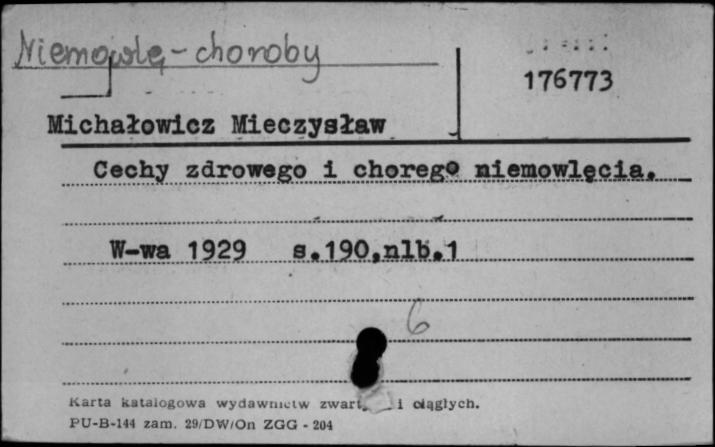 Niemowlę - choroby
176773
Michałowicz Mieczysław
Cechy zdrowego i chorego niemowlęcia.
W-wa 1929 s.190,nlb.1
6
Karta katalogowa wydawnictw zwart. i ciągłych.
PU-B-144 zam. 29/DW/On ZGG - 204